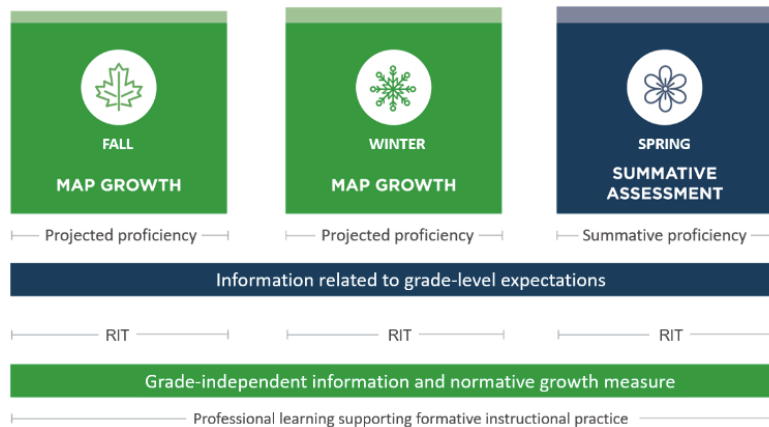 FALL
MAP GROWTH
WINTER
MAP GROWTH
SPRING
SUMMATIVE
ASSESSMENT
Projected proficiency
Projected proficiency
Summative proficiency
Information related to grade-level expectations
RIT
RIT
RIT
Grade-independent information and normative growth measure
Professional learning supporting formative instructional practice